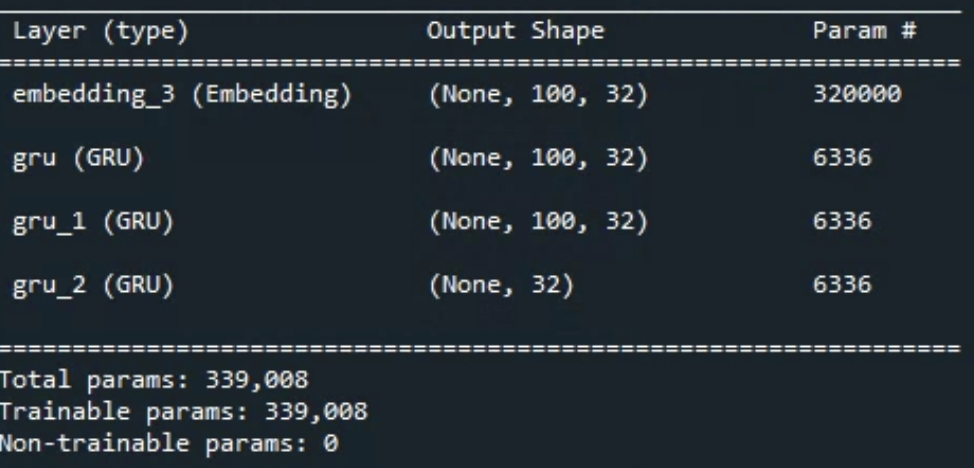 Layer (type) Output Shape Param #
=================================================================
embedding_3 (Embedding) (None, 100, 32) 320000
gru (GRU) (None, 100, 32) 6336
gru_1 (GRU) (None, 100, 32) 6336
gru_2 (GRU) (None, 32) 6336
=================================================================
Total params: 339,008
Trainable params: 339,008
Non-trainable params: 0